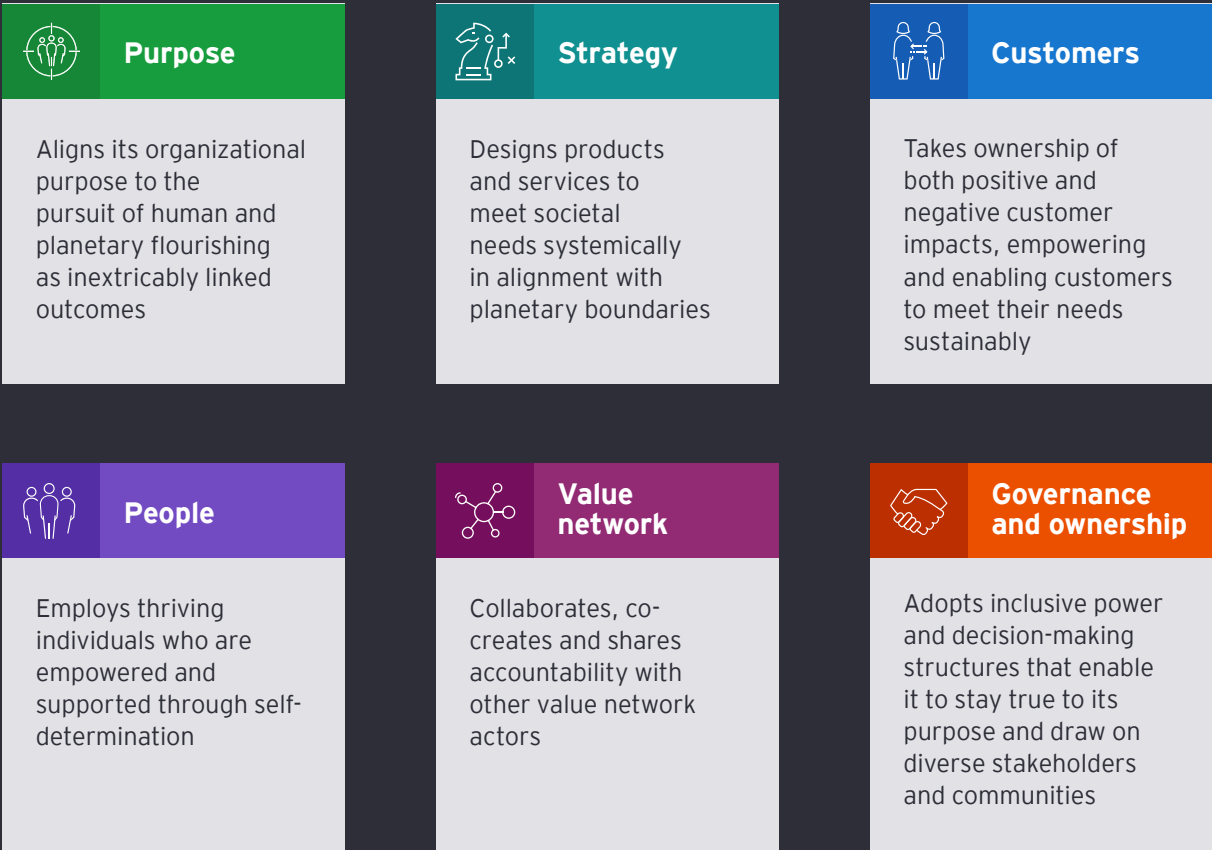 Purpose
Aligns its organizational
purpose to the
pursuit of human and
planetary flourishing
as inextricably linked
outcomes
Strategy
Designs products
and services to
meet societal
needs systemically
in alignment with
planetary boundaries
Customers
Takes ownership of
both positive and
negative customer
impacts, empowering
and enabling customers
to meet their needs
sustainably
People
Employs thriving
individuals who are
empowered and
supported through self-
determination
Value
network
Collaborates, co-
creates and shares
accountability with
other value network
actors
Governance
and ownership
Adopts inclusive power
and decision-making
structures that enable
it to stay true to its
purpose and draw on
diverse stakeholders
and communities